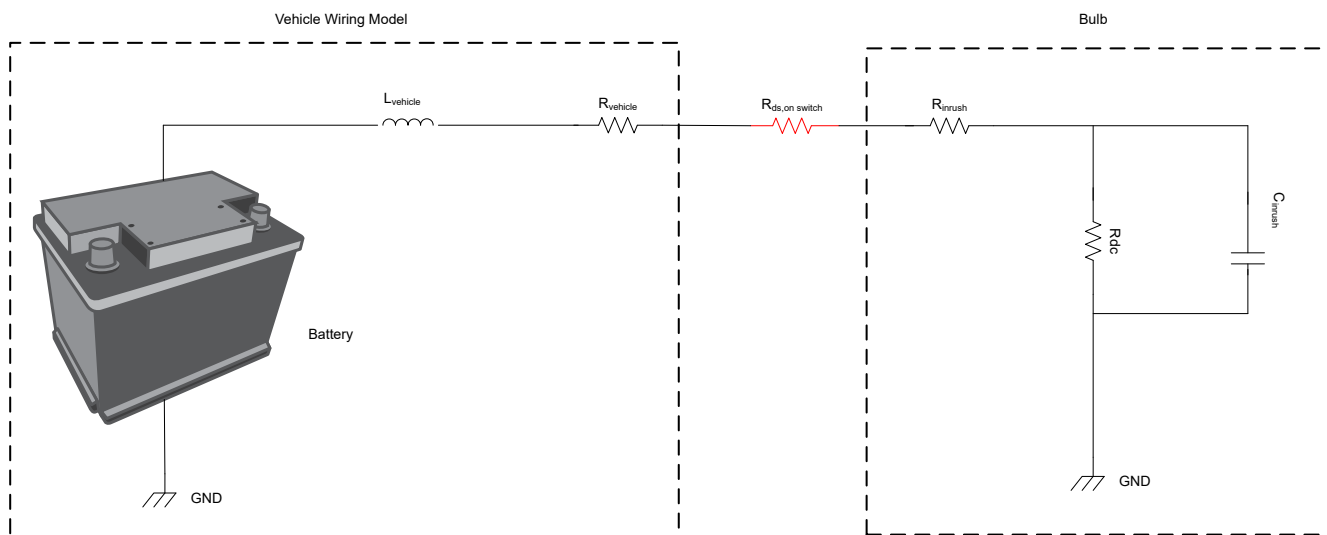 Vehicle Wiring Model
Bulb
Lvehicle
Rvehicle
Rds,on switch
Rinrush
Cinrush
Rdc
Battery
GND
GND